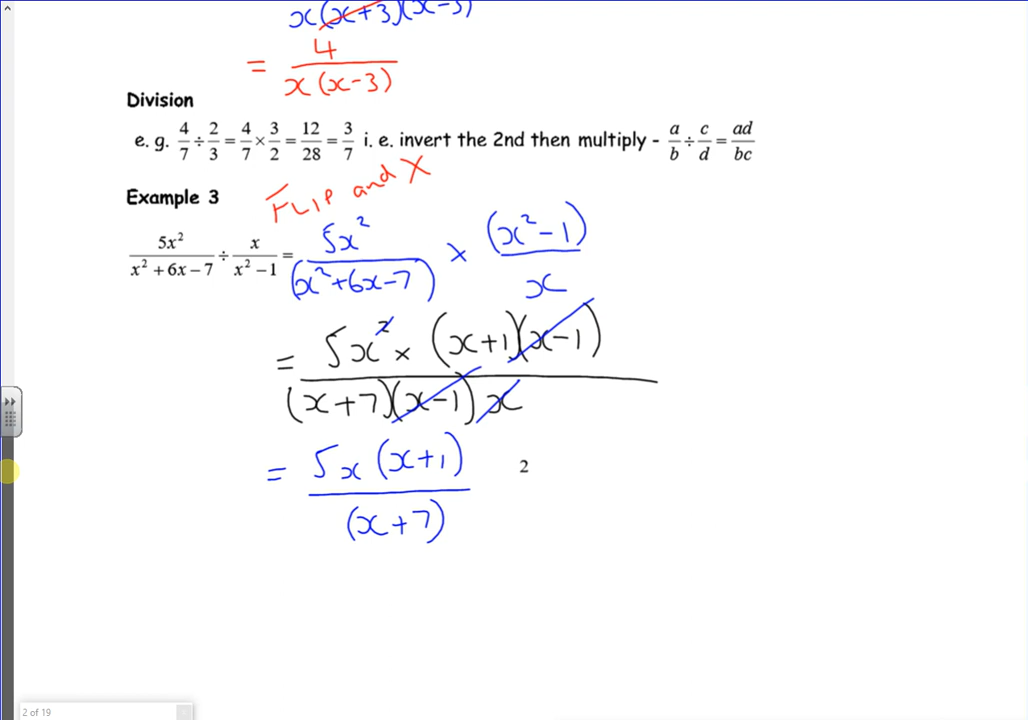 x(x+3)(x-3)
= 4/(x(x-3))
Division
e. g. 4/7 ÷ 2/3 = 4/7 × 3/2 = 12/28 = 3/7 i. e. invert the 2nd then multiply - a/b ÷ c/d = ad/bc
FLIP and X
Example 3
5x²/(x² + 6x – 7) ÷ x/(x² – 1) = 5x²/(x²+6x-7) × (x²-1)/x
= 5x² × (x+1)(x-1)/((x+7)(x-1)x)
= 5x(x+1)/(x+7)
2
2 of 19